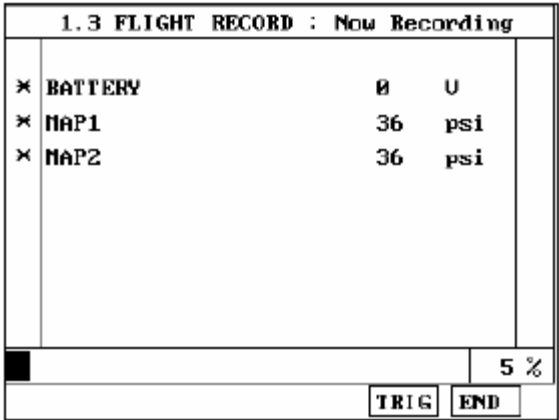 1.3 FLIGHT RECORD : Now Recording
* BATTERY 0 V
* MAP1 36 psi
* MAP2 36 psi
5 %
TRIG END